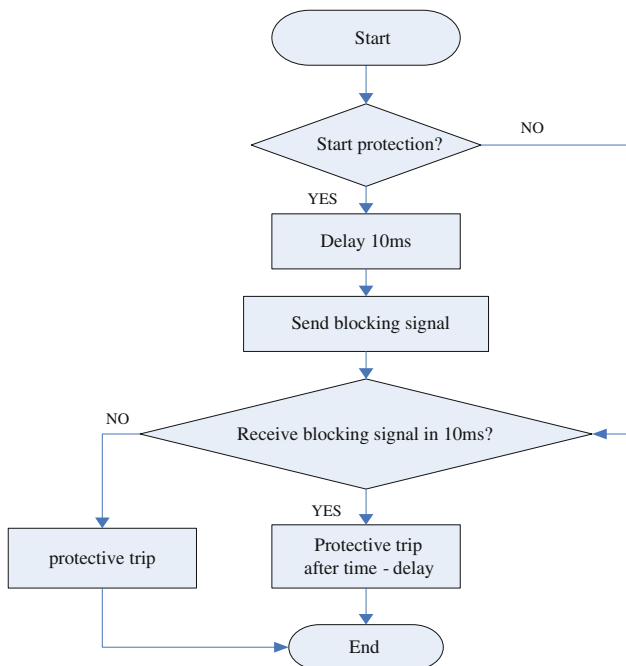 Start
Start protection?
NO
YES
Delay 10ms
Send blocking signal
NO
Receive blocking signal in 10ms?
YES
protective trip
Protective trip
after time - delay
End